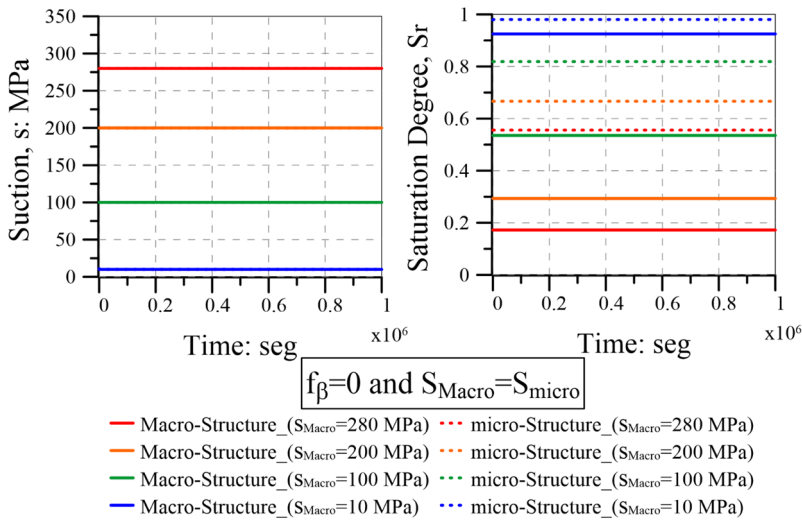 350
300
250
200
150
100
50
0
Suction, s: MPa
0 0.2 0.4 0.6 0.8 1
x10⁶
Time: seg
1
0.8
0.6
0.4
0.2
0
Saturation Degree, Sr
0 0.2 0.4 0.6 0.8 1
x10⁶
Time: seg
fβ=0 and SMacro=Smicro
Macro-Structure_(sMacro=280 MPa) micro-Structure_(sMacro=280 MPa)
Macro-Structure_(sMacro=200 MPa) micro-Structure_(sMacro=200 MPa)
Macro-Structure_(sMacro=100 MPa) micro-Structure_(sMacro=100 MPa)
Macro-Structure_(sMacro=10 MPa) micro-Structure_(sMacro=10 MPa)